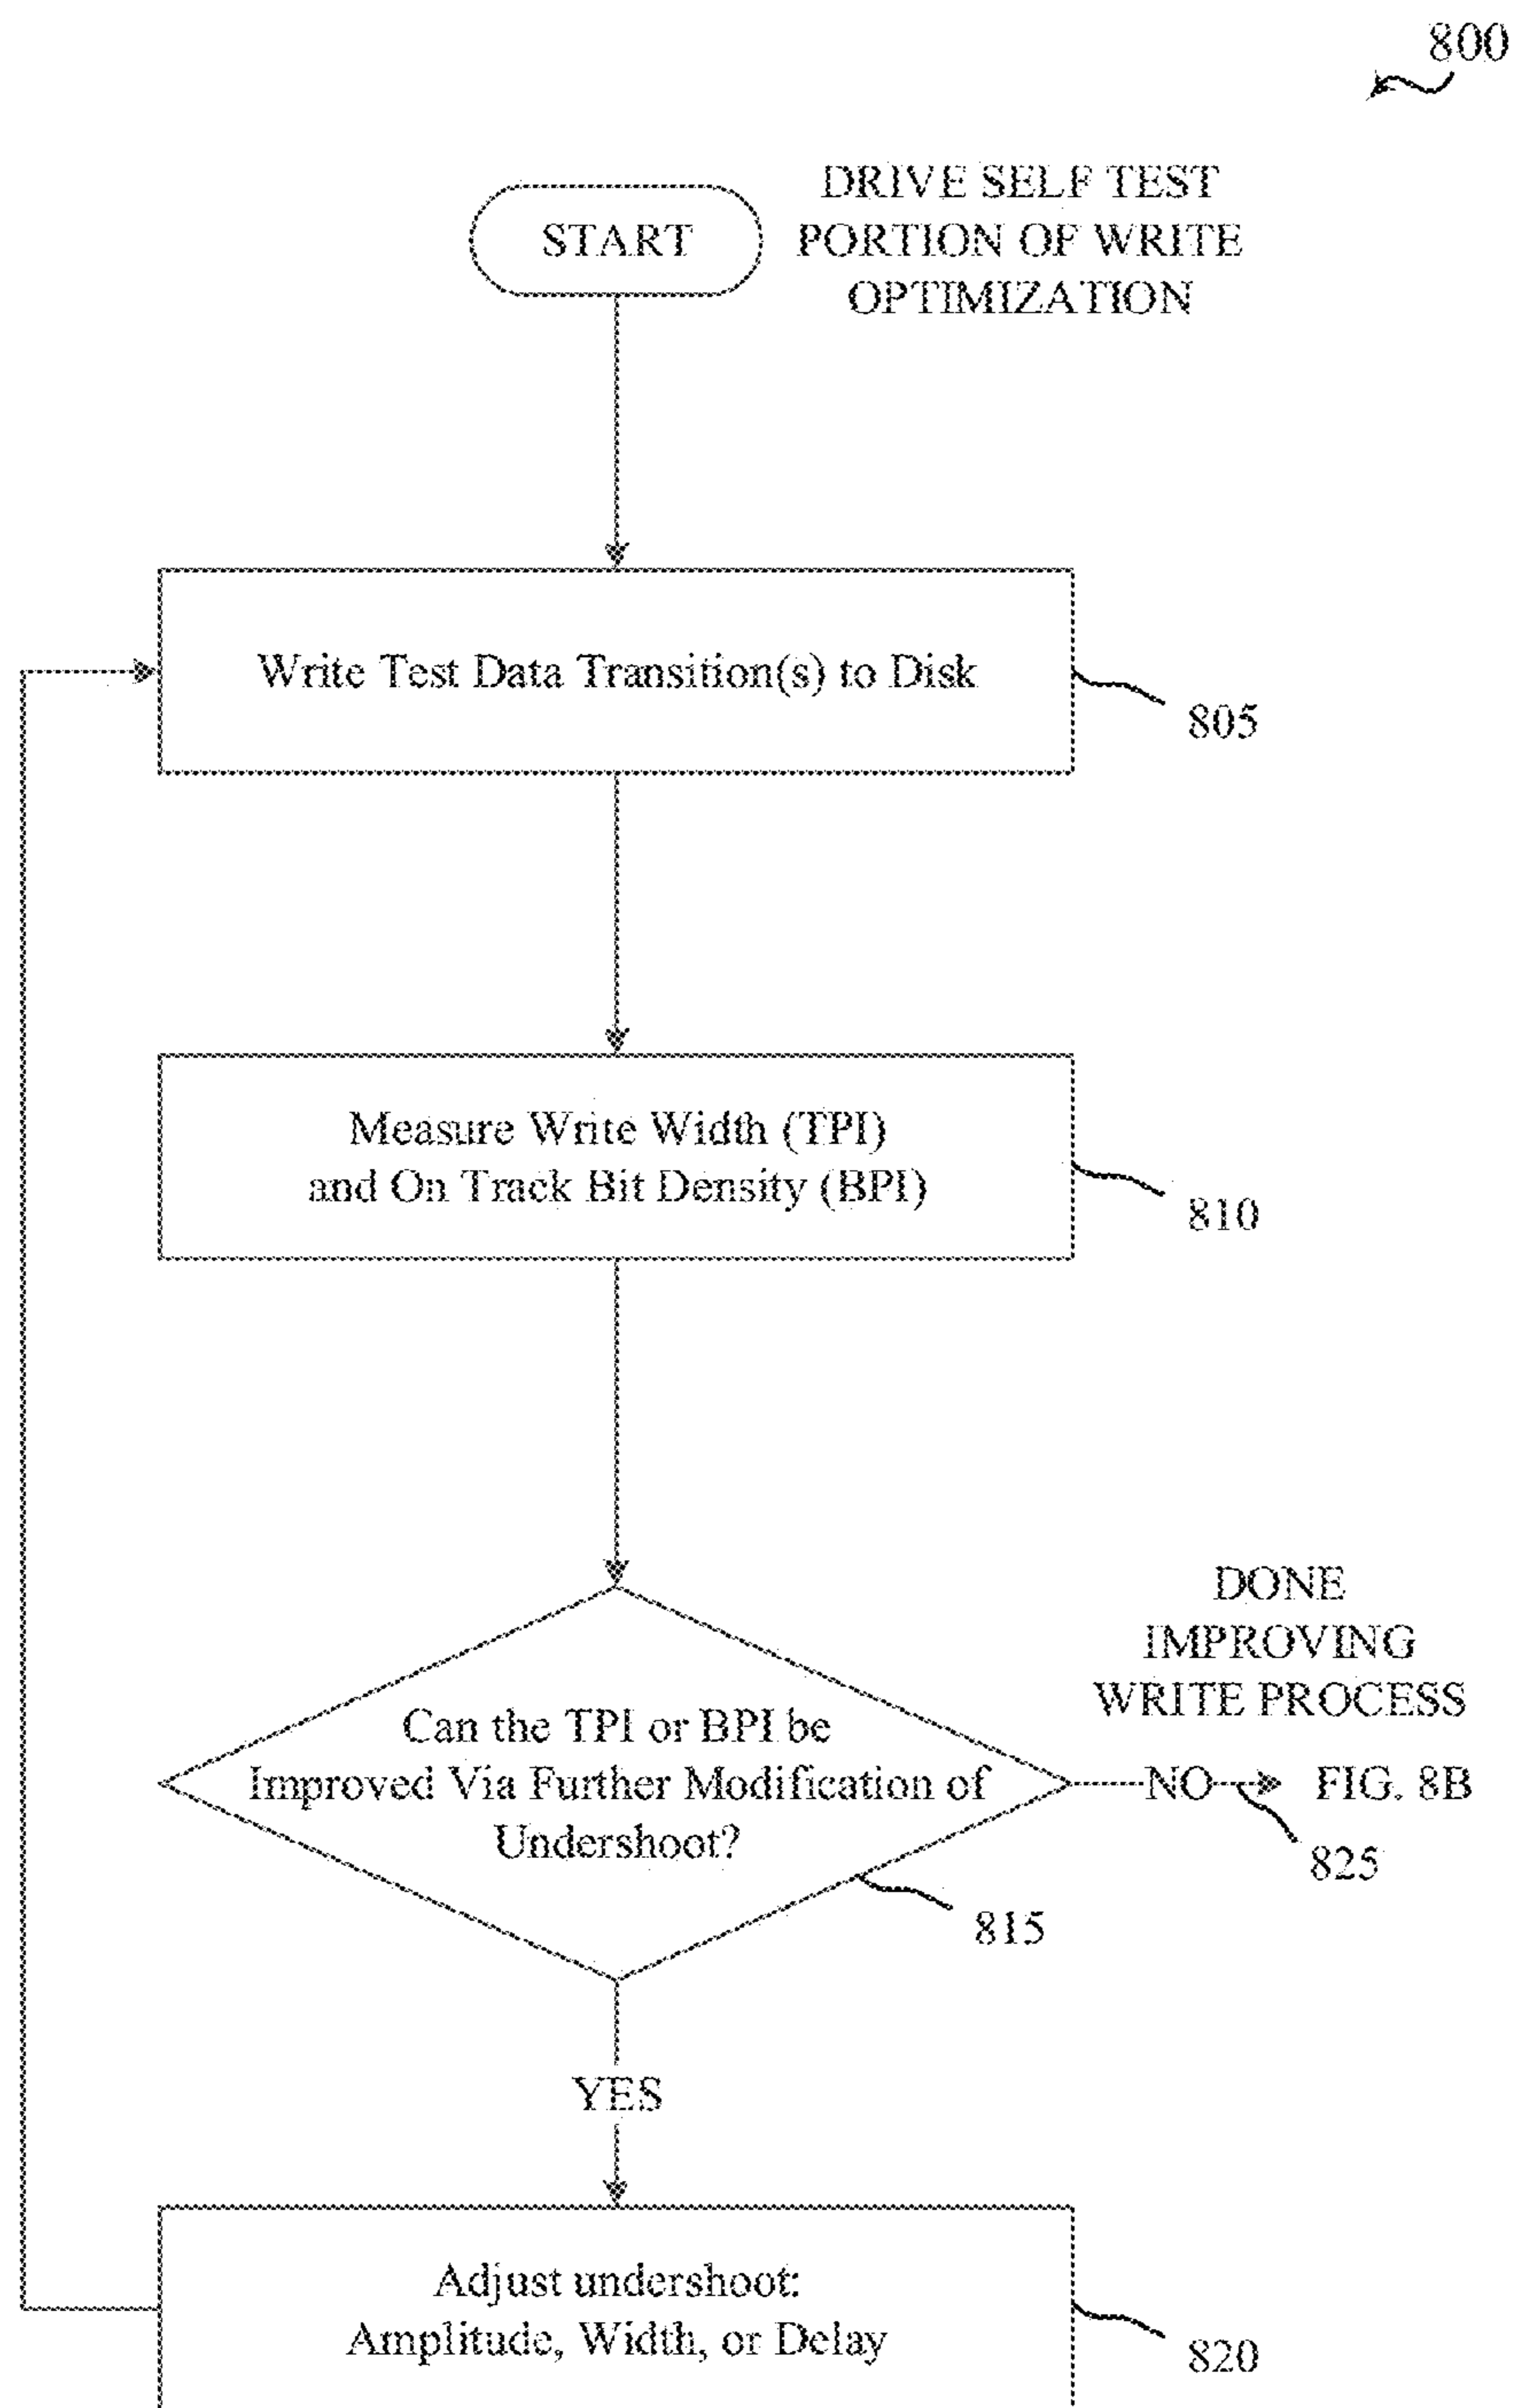 800
START
DRIVE SELF TEST
PORTION OF WRITE
OPTIMIZATION
Write Test Data Transition(s) to Disk
805
Measure Write Width (TPI)
and On Track Bit Density (BPI)
810
Can the TPI or BPI be
Improved Via Further Modification of
Undershoot?
815
DONE
IMPROVING
WRITE PROCESS
NO
FIG. 8B
825
YES
Adjust undershoot:
Amplitude, Width, or Delay
820